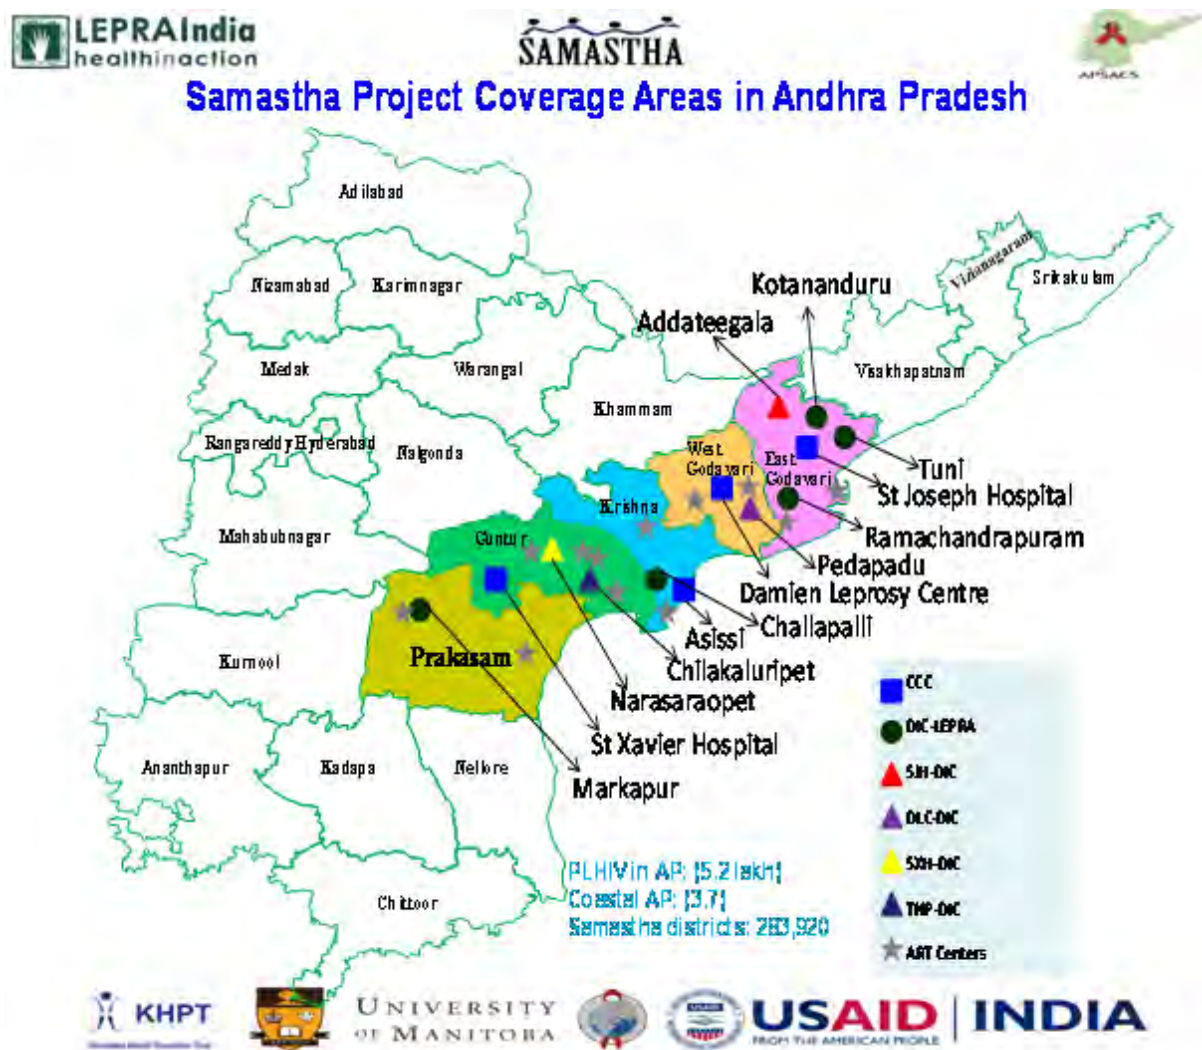 LEPRAIndia
healthinaction
SAMASTHA
APSACS
Samastha Project Coverage Areas in Andhra Pradesh
Adilabad
Nizamabad
Karimnagar
Vizianagaram
Srikakulam
Kotananduru
Addateegala
Medak
Warangal
Visakhapatnam
Khammam
Rangareddy
Hyderabad
Nalgonda
West
Godavari
East
Godavari
Tuni
St Joseph Hospital
Krishna
Mahabubnagar
Guntur
Ramachandrapuram
Pedapadu
Damien Leprosy Centre
Challapalli
Asissi
Chilakaluripet
Kurnool
Prakasam
Narasaraopet
St Xavier Hospital
Markapur
Ananthapur
Kadapa
Nellore
Chittoor
CCC
DIC-LEPRA
SJH-DIC
DLC-DIC
SXH-DIC
TMP-DIC
ART Centers
PLHIV in AP: (5.2 lakh)
Coastal AP: (3.7)
Samastha districts: 283,920
KHPT
UNIVERSITY
OF MANITOBA
USAID | INDIA
FROM THE AMERICAN PEOPLE